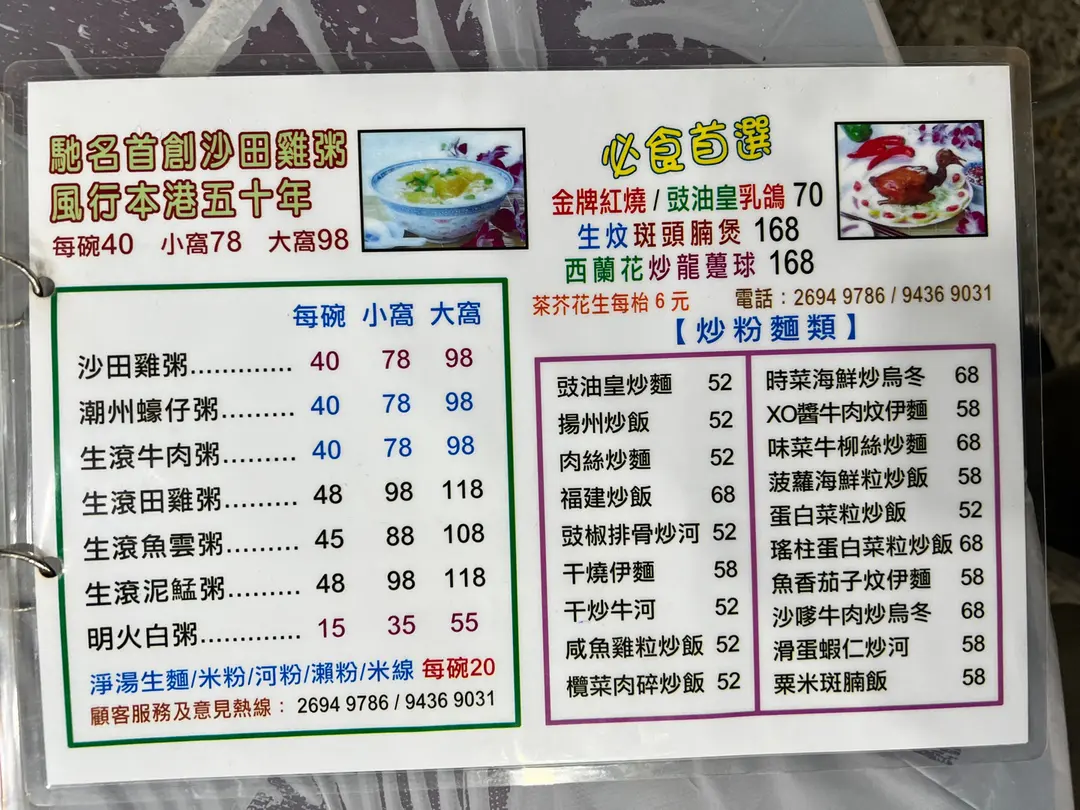 馳名首創沙田雞粥
風行本港五十年
每碗40 小窩78 大窩98
每碗 小窩 大窩
沙田雞粥............. 40 78 98
潮州蠔仔粥......... 40 78 98
生滾牛肉粥......... 40 78 98
生滾田雞粥......... 48 98 118
生滾魚雲粥......... 45 88 108
生滾泥鯭粥......... 48 98 118
明火白粥............. 15 35 55
淨湯生麵/米粉/河粉/瀨粉/米線 每碗20
顧客服務及意見熱線： 2694 9786 / 9436 9031
必食首選
金牌紅燒 / 豉油皇乳鴿 70
生炆斑頭腩煲 168
西蘭花炒龍躉球 168
茶芥花生每枱 6 元 電話：2694 9786 / 9436 9031
【炒粉麵類】
豉油皇炒麵 52
揚州炒飯 52
肉絲炒麵 52
福建炒飯 68
豉椒排骨炒河 52
干燒伊麵 58
干炒牛河 52
咸魚雞粒炒飯 52
欖菜肉碎炒飯 52
時菜海鮮炒烏冬 68
XO醬牛肉炆伊麵 58
味菜牛柳絲炒麵 68
菠蘿海鮮粒炒飯 58
蛋白菜粒炒飯 52
瑤柱蛋白菜粒炒飯 68
魚香茄子炆伊麵 58
沙嗲牛肉炒烏冬 68
滑蛋蝦仁炒河 58
粟米斑腩飯 58